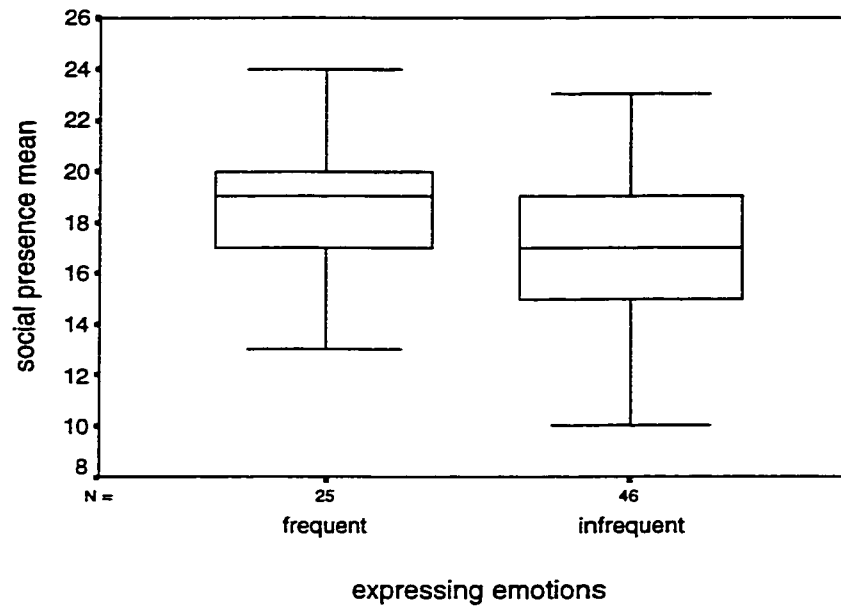 26
24
22
20
18
16
14
12
10
8
social presence mean
N = 25 46
frequent infrequent
expressing emotions